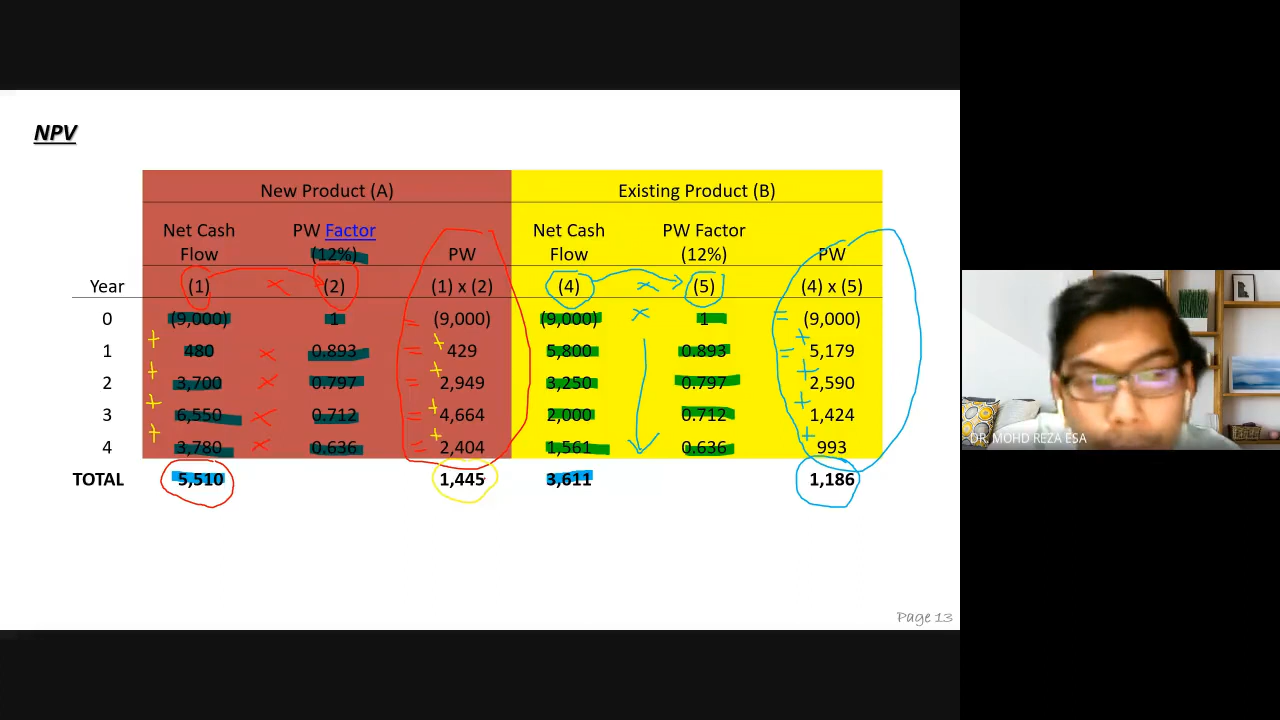 NPV
New Product (A) Existing Product (B)
Net Cash PW Factor Net Cash PW Factor
Flow (12%) PW Flow (12%) PW
Year (1) (2) (1) x (2) (4) (5) (4) x (5)
0 (9,000) 1 (9,000) (9,000) 1 (9,000)
1 480 0.893 429 5,800 0.893 5,179
2 3,700 0.797 2,949 3,250 0.797 2,590
3 6,550 0.712 4,664 2,000 0.712 1,424
4 3,780 0.636 2,404 1,561 0.636 993
TOTAL 5,510 1,445 3,611 1,186
Page 13
DR. MOHD REZA ESA